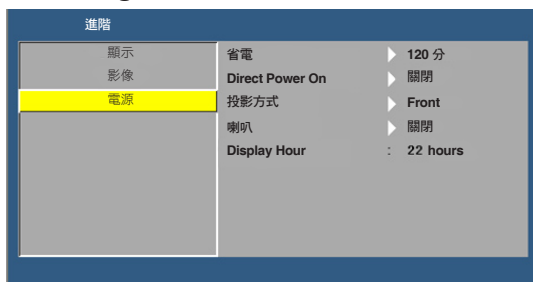 進階
顯示
影像
電源
省電 120 分
Direct Power On 關閉
投影方式 Front
喇叭 關閉
Display Hour : 22 hours